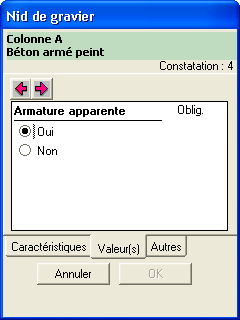 Nid de gravier
Colonne A
Béton armé peint
Constatation : 4
Armature apparente
Oblig.
Oui
Non
Caractéristiques
Valeur(s)
Autres
Annuler
OK